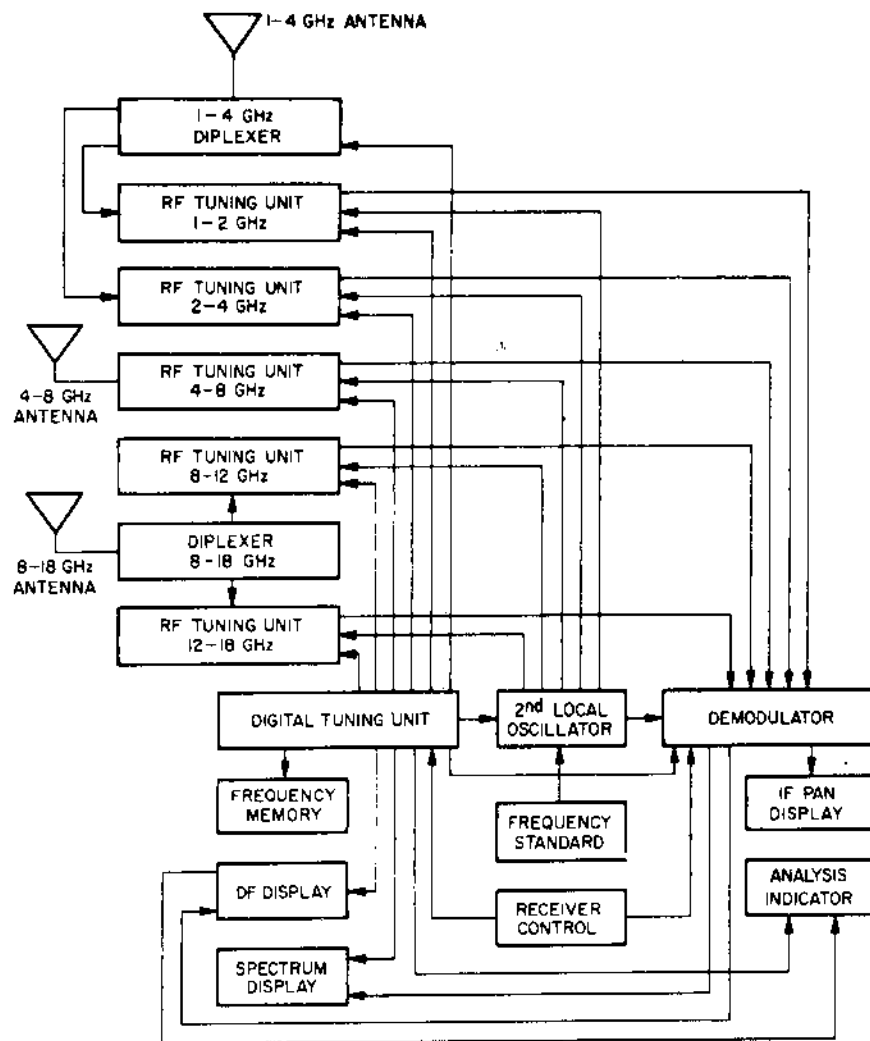 1-4 GHz ANTENNA
1-4 GHz
DIPLEXER
RF TUNING UNIT
1-2 GHz
RF TUNING UNIT
2-4 GHz
RF TUNING UNIT
4-8 GHz
4-8 GHz
ANTENNA
RF TUNING UNIT
8-12 GHz
DIPLEXER
8-18 GHz
8-18 GHz
ANTENNA
RF TUNING UNIT
12-18 GHz
DIGITAL TUNING UNIT
2nd LOCAL
OSCILLATOR
DEMODULATOR
FREQUENCY
MEMORY
FREQUENCY
STANDARD
IF PAN
DISPLAY
DF DISPLAY
RECEIVER
CONTROL
ANALYSIS
INDICATOR
SPECTRUM
DISPLAY